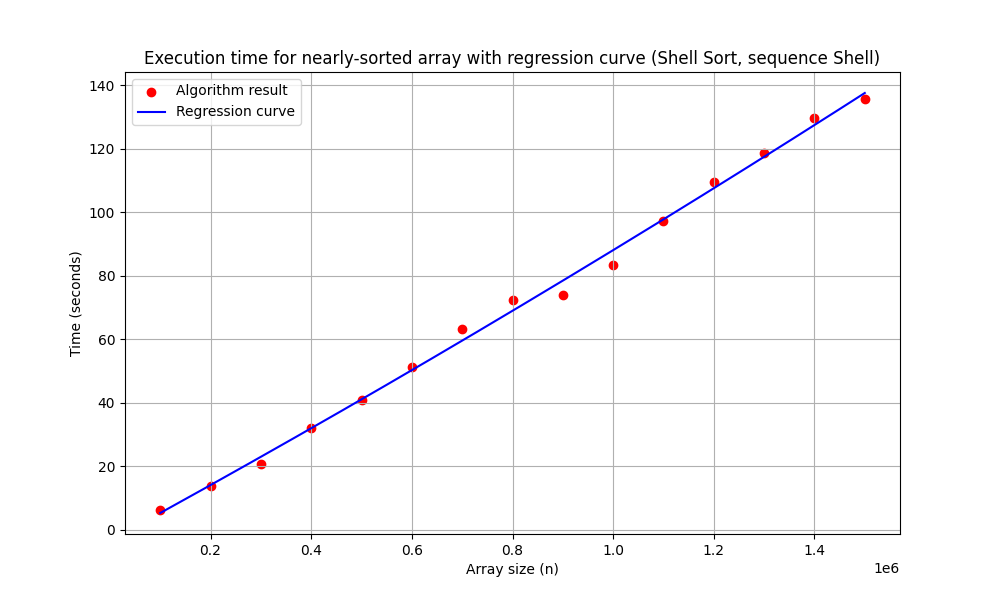 Execution time for nearly-sorted array with regression curve (Shell Sort, sequence Shell)
Algorithm result
Regression curve
140
120
100
80
60
40
20
0
Time (seconds)
0.2 0.4 0.6 0.8 1.0 1.2 1.4
1e6
Array size (n)